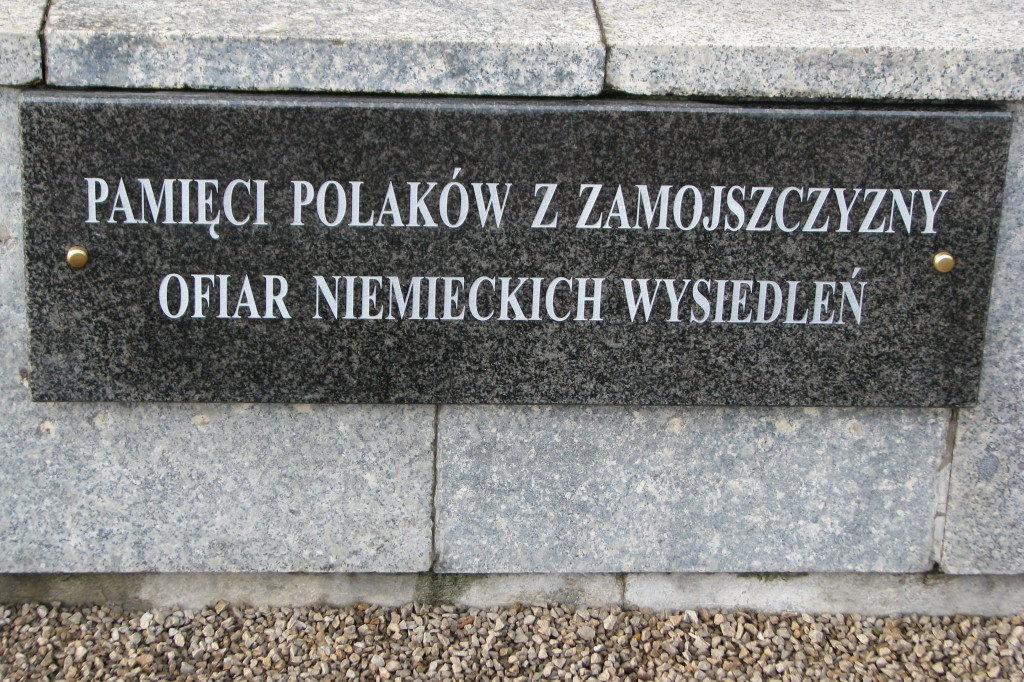 PAMIĘCI POLAKÓW Z ZAMOJSZCZYZNY
OFIAR NIEMIECKICH WYSIEDLEŃ